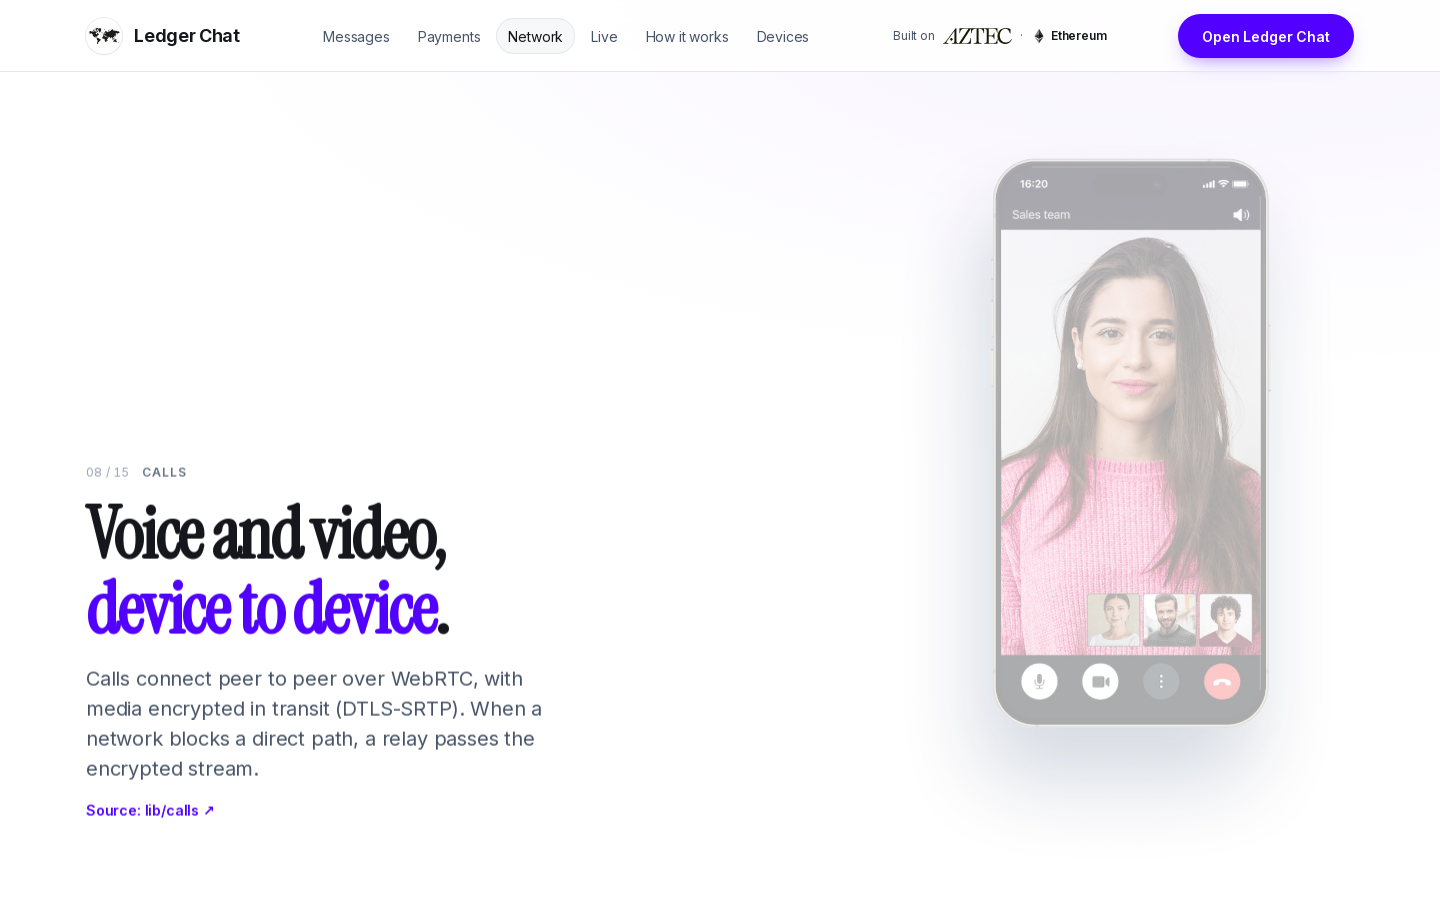 Ledger Chat
Messages
Payments
Network
Live
How it works
Devices
Built on AZTEC · Ethereum
Open Ledger Chat
16:20
Sales team
08 / 15 CALLS
Voice and video,
device to device.
Calls connect peer to peer over WebRTC, with
media encrypted in transit (DTLS-SRTP). When a
network blocks a direct path, a relay passes the
encrypted stream.
Source: lib/calls ↗